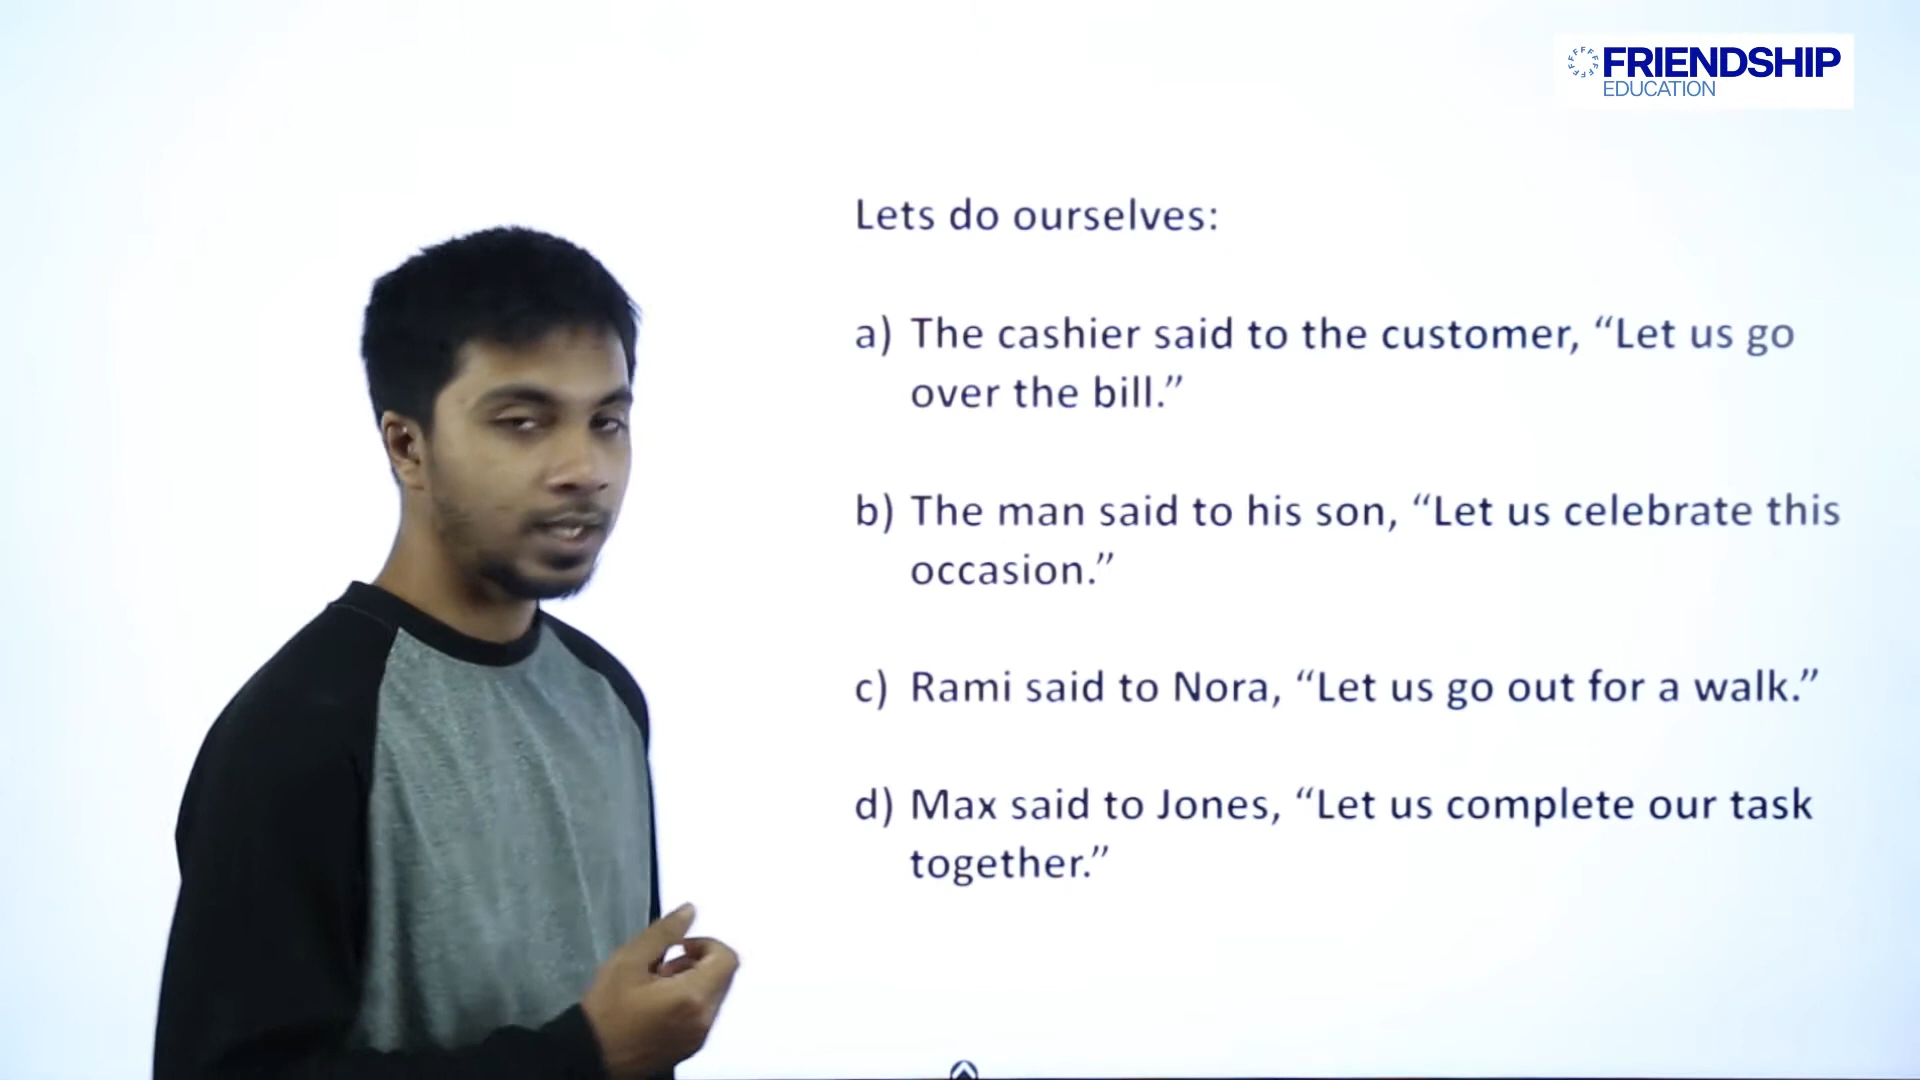 FRIENDSHIP
EDUCATION
Lets do ourselves:
a) The cashier said to the customer, “Let us go
over the bill.”
b) The man said to his son, “Let us celebrate this
occasion.”
c) Rami said to Nora, “Let us go out for a walk.”
d) Max said to Jones, “Let us complete our task
together.”